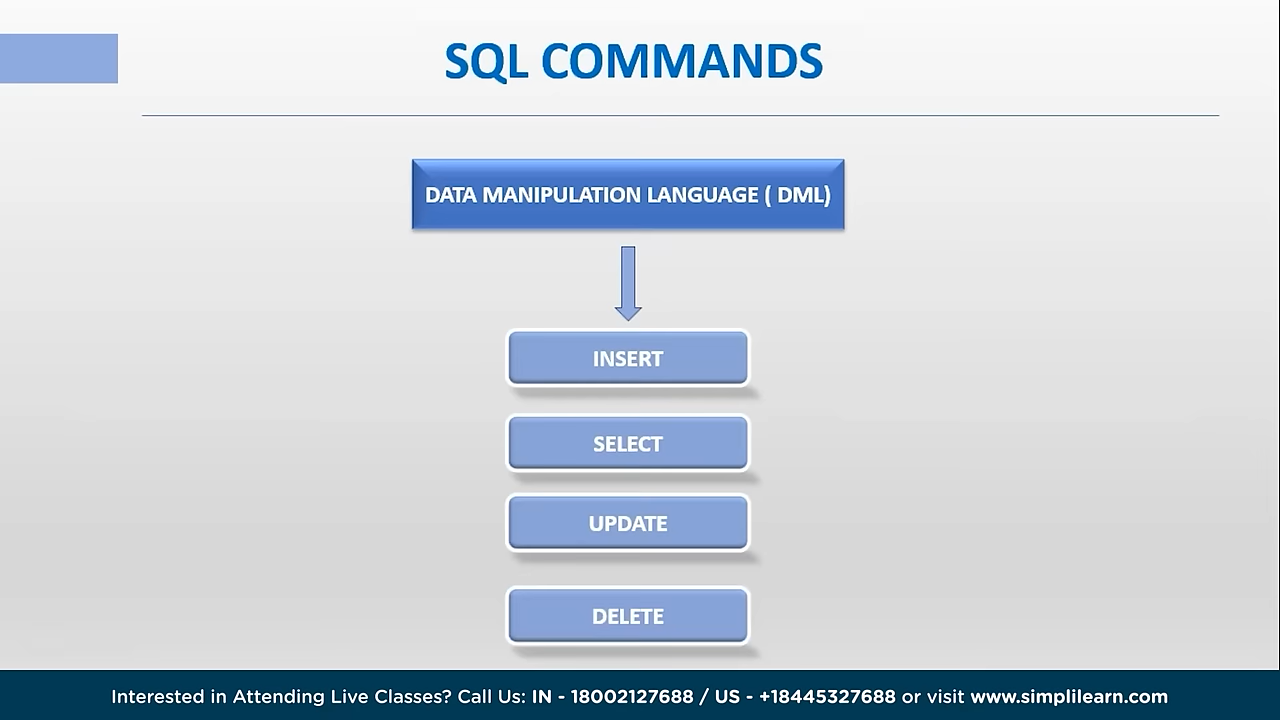 SQL COMMANDS
DATA MANIPULATION LANGUAGE ( DML)
INSERT
SELECT
UPDATE
DELETE
Interested in Attending Live Classes? Call Us: IN - 18002127688 / US - +18445327688 or visit www.simplilearn.com